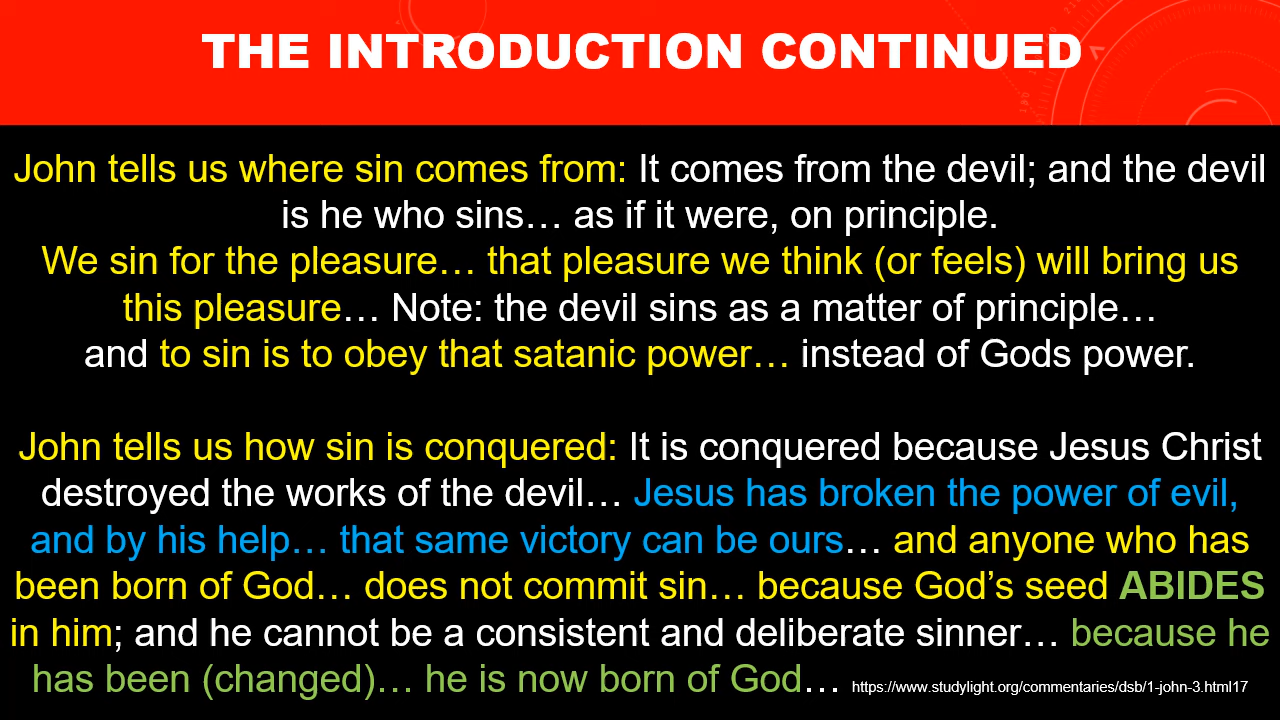 THE INTRODUCTION CONTINUED
John tells us where sin comes from: It comes from the devil; and the devil
is he who sins… as if it were, on principle.
We sin for the pleasure… that pleasure we think (or feels) will bring us
this pleasure… Note: the devil sins as a matter of principle…
and to sin is to obey that satanic power… instead of Gods power.
John tells us how sin is conquered: It is conquered because Jesus Christ
destroyed the works of the devil… Jesus has broken the power of evil,
and by his help… that same victory can be ours… and anyone who has
been born of God… does not commit sin… because God’s seed ABIDES
in him; and he cannot be a consistent and deliberate sinner… because he
has been (changed)… he is now born of God… https://www.studylight.org/commentaries/dsb/1-john-3.html17